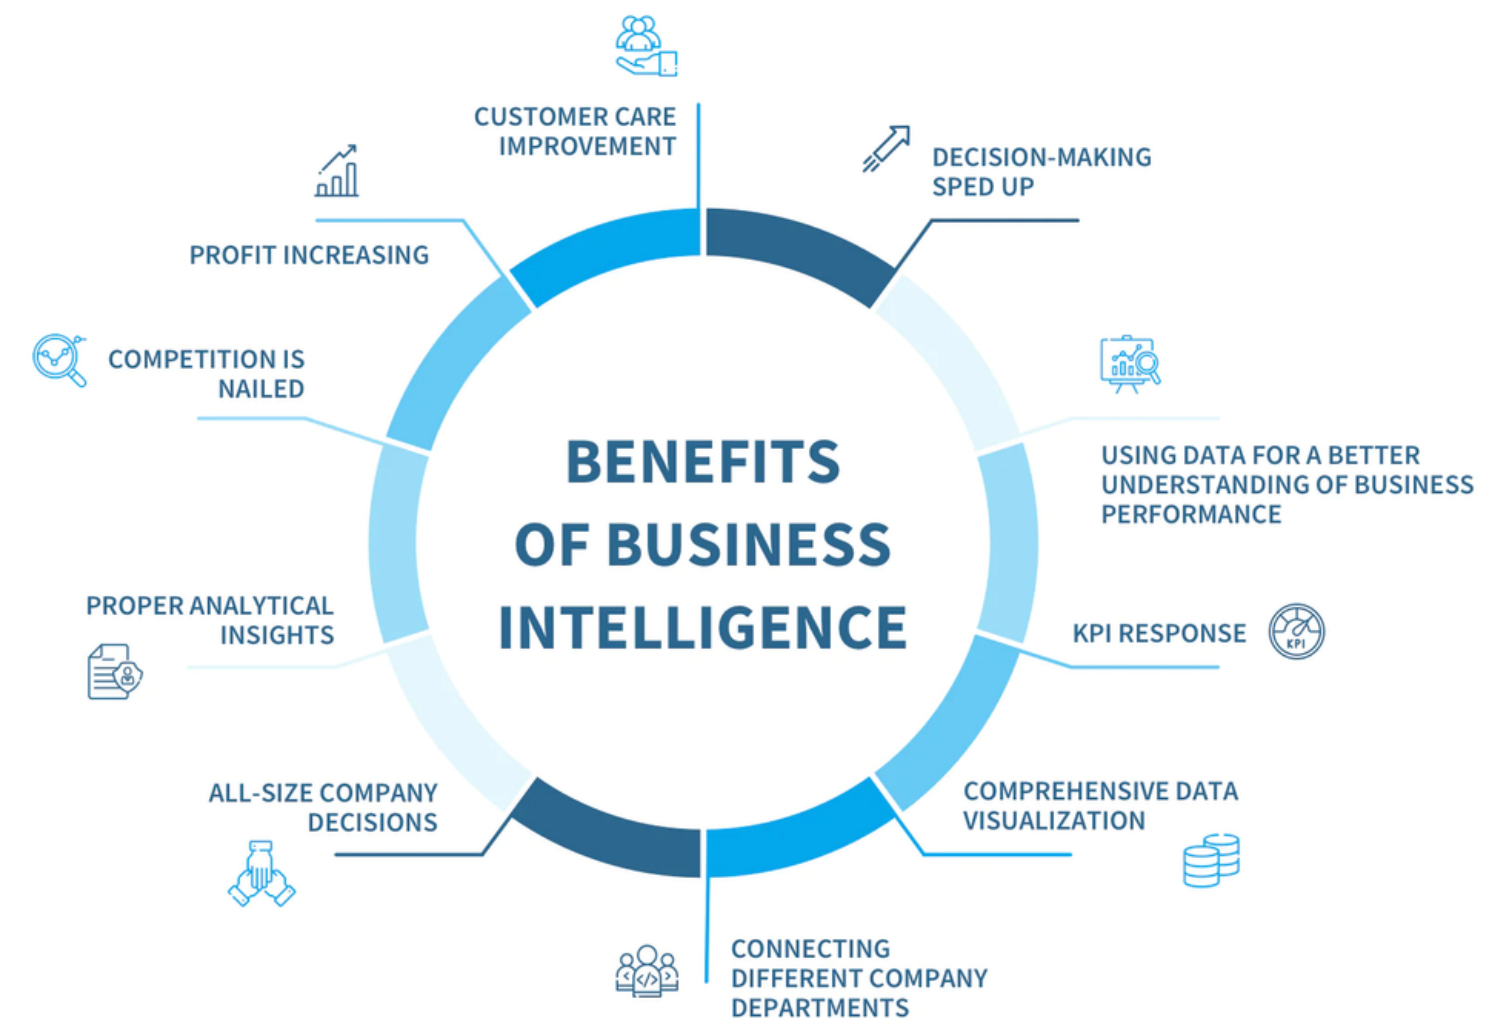 CUSTOMER CARE
IMPROVEMENT
DECISION-MAKING
SPED UP
PROFIT INCREASING
COMPETITION IS
NAILED
USING DATA FOR A BETTER
UNDERSTANDING OF BUSINESS
PERFORMANCE
BENEFITS
OF BUSINESS
INTELLIGENCE
PROPER ANALYTICAL
INSIGHTS
KPI RESPONSE
KPI
ALL-SIZE COMPANY
DECISIONS
COMPREHENSIVE DATA
VISUALIZATION
CONNECTING
DIFFERENT COMPANY
DEPARTMENTS